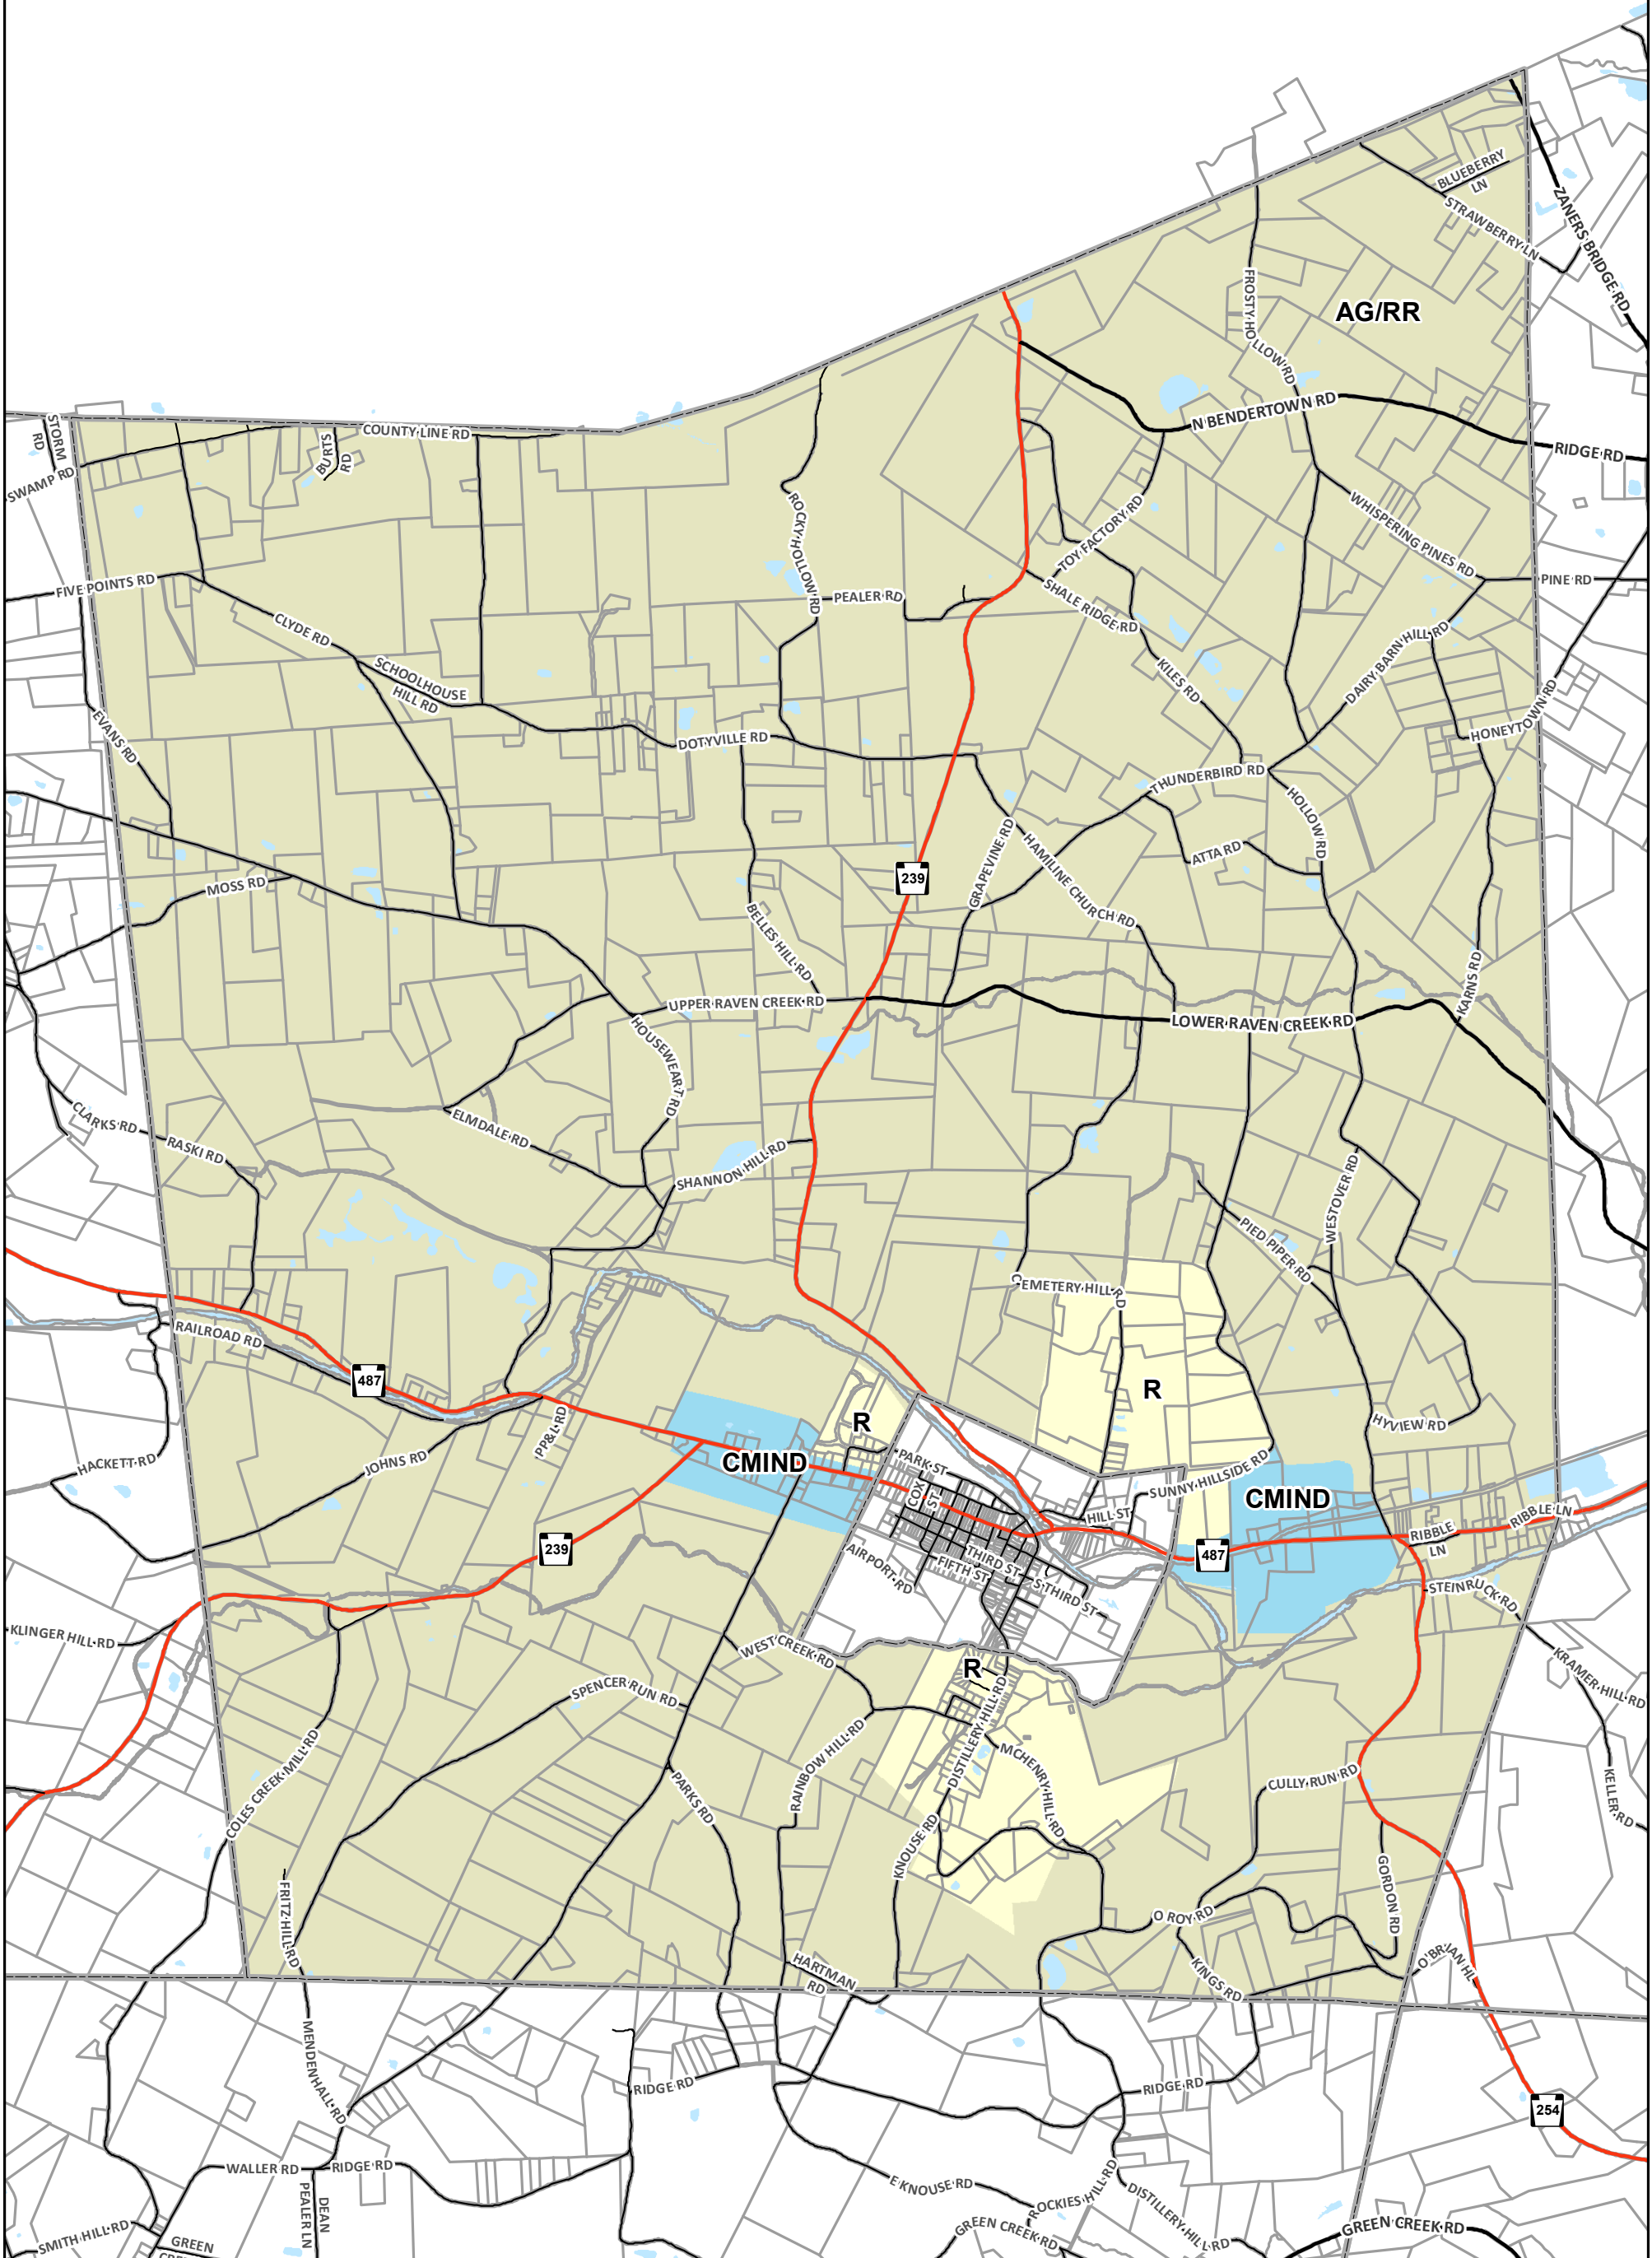 BLUEBERRY
LN
STRAWBERRY LN
ZANERS BRIDGE RD
AG/RR
FROSTY HOLLOW RD
N BENDERTOWN RD
RIDGE RD
STORM
RD
COUNTY LINE RD
BUTTS
RD
SWAMP RD
ROCKY HOLLOW RD
WHISPERING PINES RD
TOY FACTORY RD
FIVE POINTS RD
PEALER RD
SHALE RIDGE RD
PINE RD
CLYDE RD
SCHOOLHOUSE
HILL RD
KILES RD
DAIRY BARN HILL RD
EVANS RD
DOTYVILLE RD
HONEYTOWN RD
THUNDERBIRD RD
HOLLOW RD
239
GRAPEVINE RD
HAMILINE CHURCH RD
ATTA RD
MOSS RD
BELLES HILL RD
KARNS RD
UPPER RAVEN CREEK RD
LOWER RAVEN CREEK RD
HOUSEWEART RD
CLARKS RD
RASKI RD
ELMDALE RD
SHANNON HILL RD
WESTOVER RD
PIED PIPER RD
CEMETERY HILL RD
RAILROAD RD
487
R
R
HYVIEW RD
PP&L RD
JOHNS RD
HACKETT RD
CMIND
PARK ST
COX
ST
SUNNY HILLSIDE RD
CMIND
HILL ST
RIBBLE LN
RIBBLE
LN
239
487
AIRPORT RD
THIRD ST
FIFTH ST
S THIRD ST
STEINRUCK RD
KLINGER HILL RD
WEST CREEK RD
R
KRAMER HILL RD
SPENCER RUN RD
DISTILLERY HILL RD
COLES CREEK MILL RD
RAINBOW HILL RD
MCHENRY HILL RD
PARKS RD
CULLY RUN RD
KELLER RD
KNOUSE RD
GORDON RD
FRITZ HILL RD
O ROY RD
HARTMAN
RD
KINGS RD
O'BRIAN HL
MENDENHALL RD
RIDGE RD
RIDGE RD
254
WALLER RD
RIDGE RD
E KNOUSE RD
ROCKIES HILL RD
DISTILLERY HILL RD
DEAN
PEALER LN
SMITH HILL RD
GREEN
GREEN CREEK RD
GREEN CREEK RD